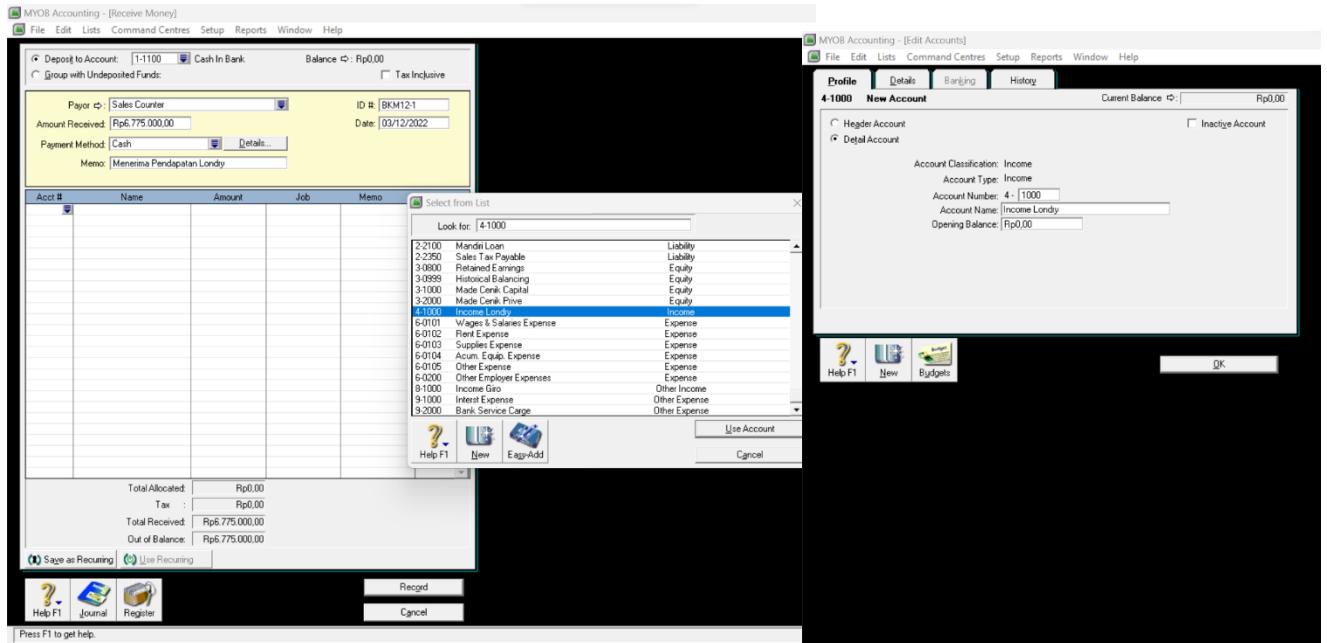 MYOB Accounting - [Receive Money]
File Edit Lists Command Centres Setup Reports Window Help
Deposit to Account: 1-1100 Cash In Bank Balance ⇨: Rp0,00
Group with Undeposited Funds: Tax Inclusive
Payor ⇨: Sales Counter ID #: BKM12-1
Amount Received: Rp6.775.000,00 Date: 03/12/2022
Payment Method: Cash Details...
Memo: Menerima Pendapatan Londry
Acct # Name Amount Job Memo
Total Allocated: Rp0,00
Tax : Rp0,00
Total Received: Rp6.775.000,00
Out of Balance: Rp6.775.000,00
Save as Recurring Use Recurring
Record
Help F1 Journal Register Cancel
Press F1 to get help.
Select from List
Look for: 4-1000
2-2100 Mandiri Loan Liability
2-2350 Sales Tax Payable Liability
3-0800 Retained Earnings Equity
3-0999 Historical Balancing Equity
3-1000 Made Cenik Capital Equity
3-2000 Made Cenik Prive Equity
4-1000 Income Londry Income
6-0101 Wages & Salaries Expense Expense
6-0102 Rent Expense Expense
6-0103 Supplies Expense Expense
6-0104 Acum. Equip. Expense Expense
6-0105 Other Expense Expense
6-0200 Other Employer Expenses Expense
8-1000 Income Giro Other Income
9-1000 Interst Expense Other Expense
9-2000 Bank Service Carge Other Expense
Use Account
Help F1 New Easy-Add Cancel
MYOB Accounting - [Edit Accounts]
File Edit Lists Command Centres Setup Reports Window Help
Profile Details Banking History
4-1000 New Account Current Balance ⇨: Rp0,00
Header Account Inactive Account
Detail Account
Account Classification: Income
Account Type: Income
Account Number: 4- 1000
Account Name: Income Londry
Opening Balance: Rp0,00
Budget
Help F1 New Budgets OK